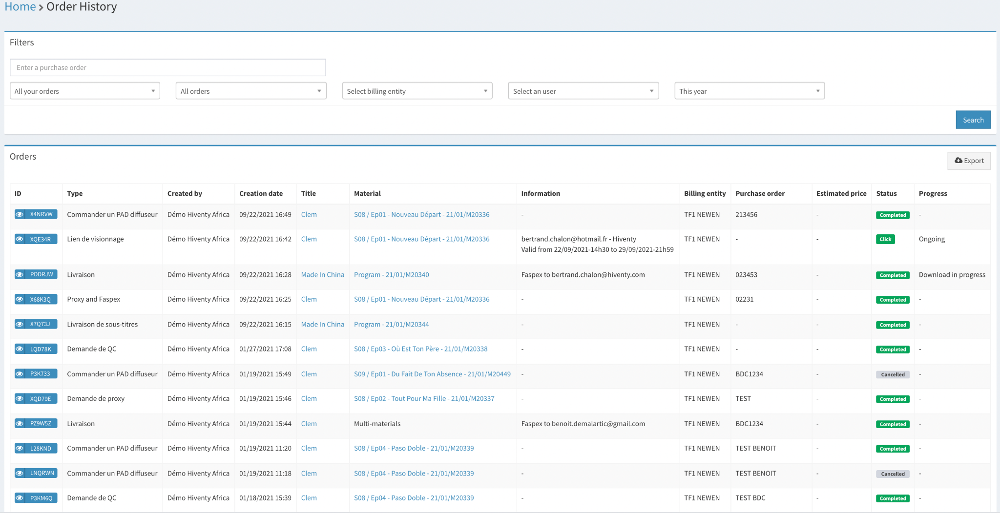 Home > Order History
Filters
Enter a purchase order
All your orders All orders Select billing entity Select an user This year
Search
Orders
Export
ID Type Created by Creation date Title Material Information Billing entity Purchase order Estimated price Status Progress
X4NRVW Commander un PAD diffuseur Démo Hiventy Africa 09/22/2021 16:49 Clem S08 / Ep01 - Nouveau Départ - 21/01/M20336 - TF1 NEWEN 213456 - Completed -
XQE34R Lien de visionnage Démo Hiventy Africa 09/22/2021 16:42 Clem S08 / Ep01 - Nouveau Départ - 21/01/M20336 bertrand.chalon@hotmail.fr - Hiventy TF1 NEWEN - - Click Ongoing
Valid from 22/09/2021-14h30 to 29/09/2021-21h59
PDDRJW Livraison Démo Hiventy Africa 09/22/2021 16:28 Made In China Program - 21/01/M20340 Faspex to bertrand.chalon@hiventy.com TF1 NEWEN 023453 - Completed Download in progress
X68K3Q Proxy and Faspex Démo Hiventy Africa 09/22/2021 16:25 Clem S08 / Ep01 - Nouveau Départ - 21/01/M20336 - TF1 NEWEN 02231 - Completed -
X7Q73J Livraison de sous-titres Démo Hiventy Africa 09/22/2021 16:15 Made In China Program - 21/01/M20344 - TF1 NEWEN - - Completed -
LQD78K Demande de QC Démo Hiventy Africa 01/27/2021 17:08 Clem S08 / Ep03 - Où Est Ton Père - 21/01/M20338 - TF1 NEWEN - - Completed -
P3K733 Commander un PAD diffuseur Démo Hiventy Africa 01/19/2021 15:49 Clem S09 / Ep01 - Du Fait De Ton Absence - 21/01/M20449 - TF1 NEWEN BDC1234 - Cancelled -
XQD79E Demande de proxy Démo Hiventy Africa 01/19/2021 15:46 Clem S08 / Ep02 - Tout Pour Ma Fille - 21/01/M20337 - TF1 NEWEN TEST - Completed -
PZ9W5Z Livraison Démo Hiventy Africa 01/19/2021 15:44 Clem Multi-materials Faspex to benoit.demalartic@gmail.com TF1 NEWEN BDC1234 - Completed -
L28KND Commander un PAD diffuseur Démo Hiventy Africa 01/19/2021 11:20 Clem S08 / Ep04 - Paso Doble - 21/01/M20339 - TF1 NEWEN TEST BENOIT - Completed -
LNQRWN Commander un PAD diffuseur Démo Hiventy Africa 01/19/2021 11:18 Clem S08 / Ep04 - Paso Doble - 21/01/M20339 - TF1 NEWEN TEST BENOIT - Cancelled -
P3KM6Q Demande de QC Démo Hiventy Africa 01/18/2021 15:39 Clem S08 / Ep04 - Paso Doble - 21/01/M20339 - TF1 NEWEN TEST BDC - Completed -